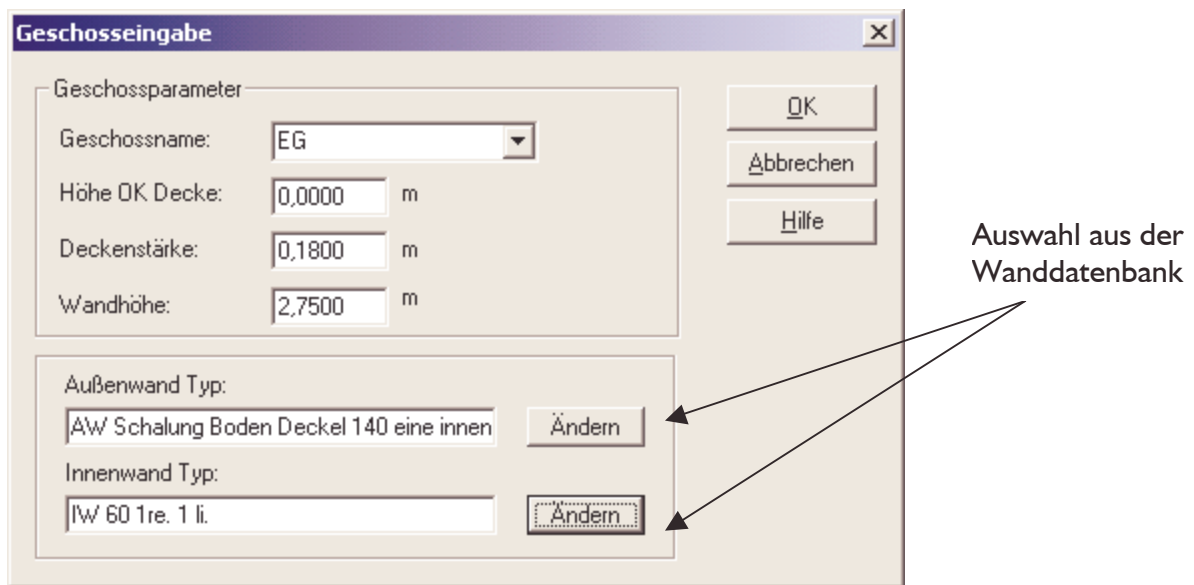 Geschosseingabe
Geschossparameter
Geschossname: EG
Höhe OK Decke: 0,0000 m
Deckenstärke: 0,1800 m
Wandhöhe: 2,7500 m
OK
Abbrechen
Hilfe
Auswahl aus der
Wanddatenbank
Außenwand Typ:
AW Schalung Boden Deckel 140 eine innen Ändern
Innenwand Typ:
IW 60 1re. 1 li. Ändern